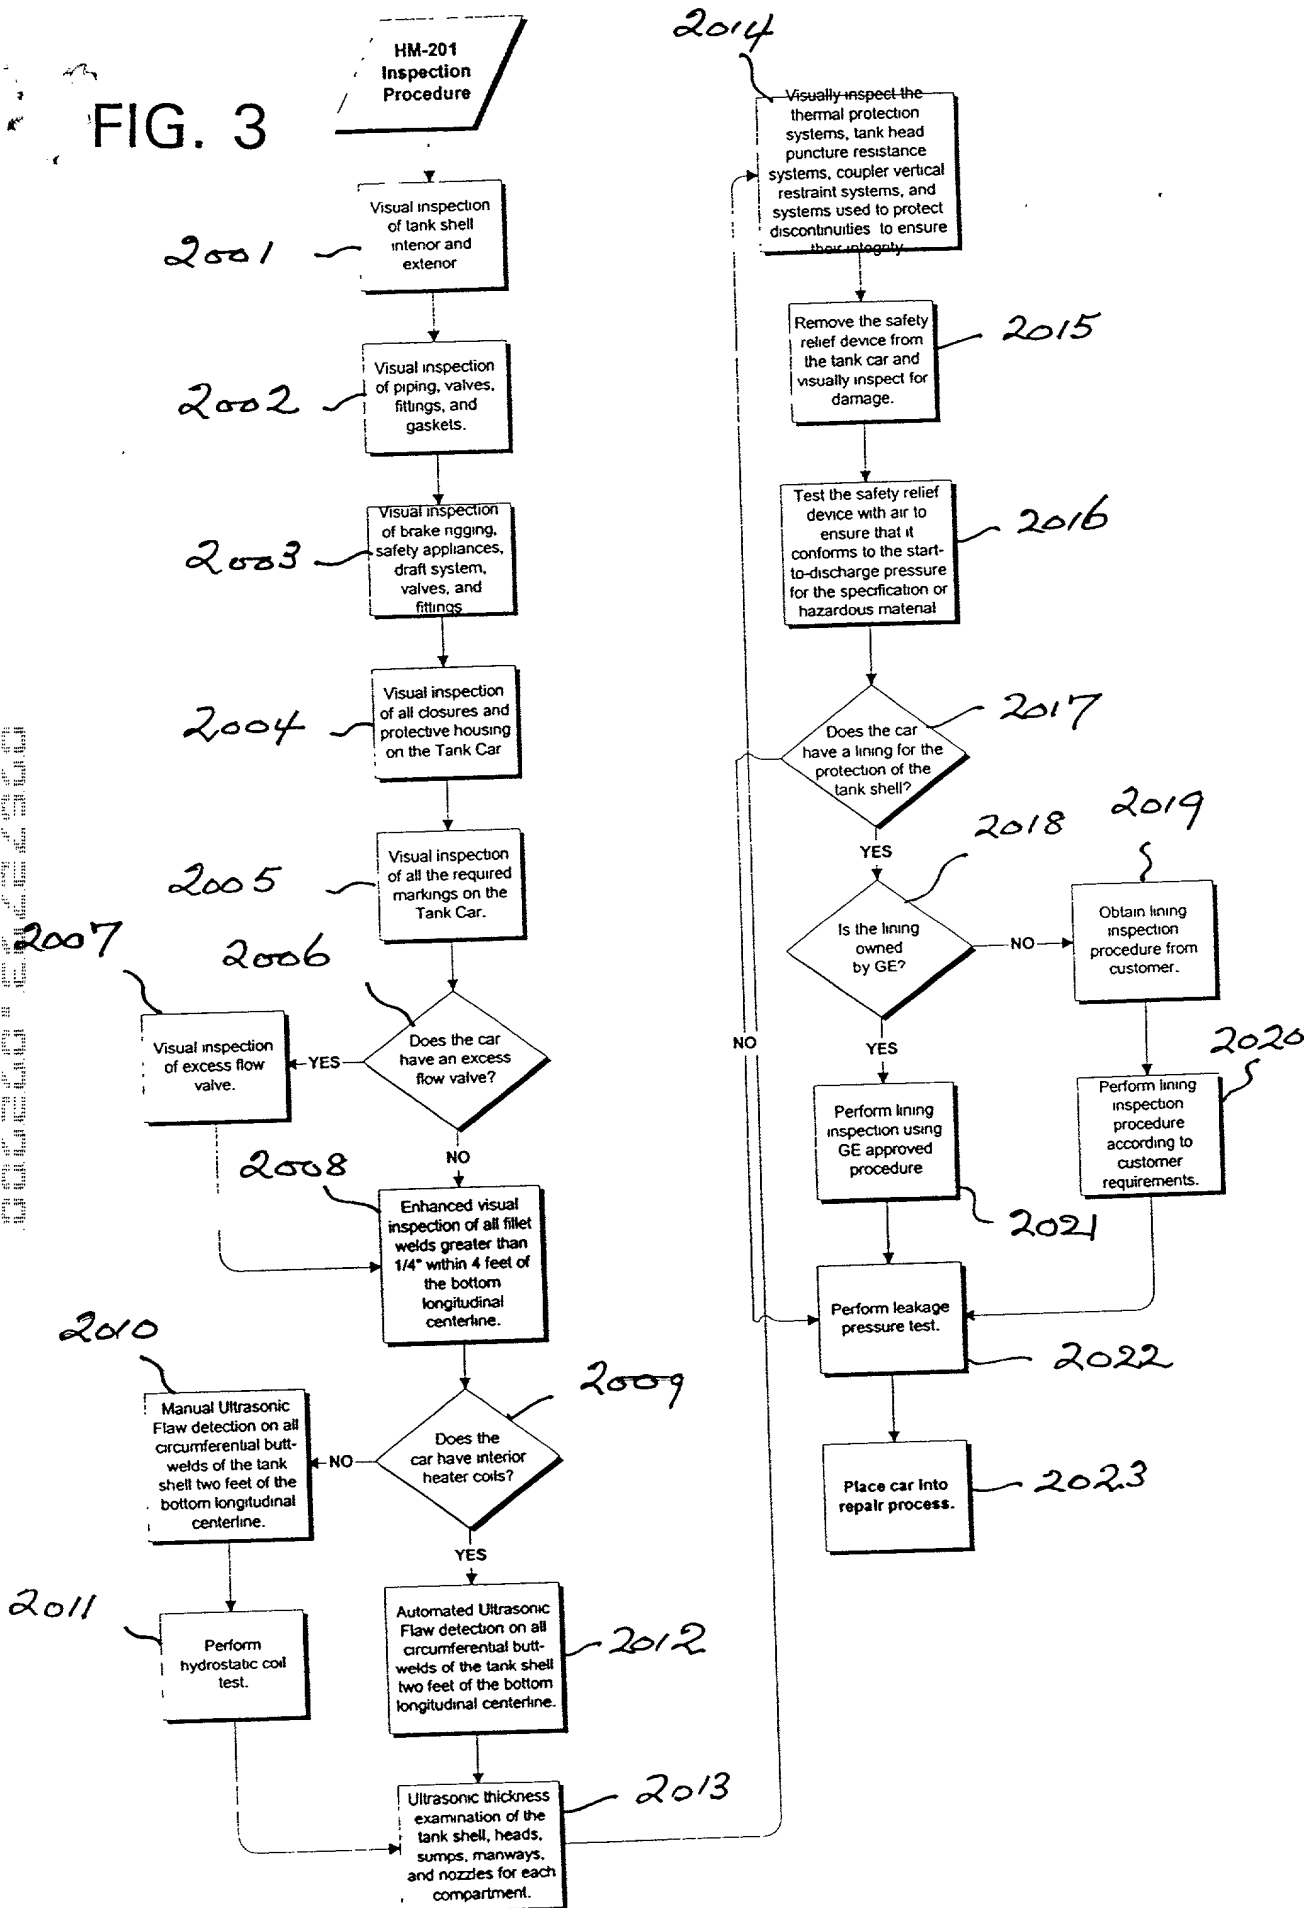 FIG. 3
HM-201
Inspection
Procedure
2001
Visual inspection
of tank shell
interior and
exterior
2002
Visual inspection
of piping, valves,
fittings, and
gaskets.
2003
Visual inspection
of brake rigging,
safety appliances,
draft system,
valves, and
fittings
2004
Visual inspection
of all closures and
protective housing
on the Tank Car
2005
Visual inspection
of all the required
markings on the
Tank Car.
2006
Does the car
have an excess
flow valve?
YES
2007
Visual inspection
of excess flow
valve.
NO
2008
Enhanced visual
inspection of all fillet
welds greater than
1/4" within 4 feet of
the bottom
longitudinal
centerline.
2009
Does the
car have interior
heater coils?
NO
2010
Manual Ultrasonic
Flaw detection on all
circumferential butt-
welds of the tank
shell two feet of the
bottom longitudinal
centerline.
2011
Perform
hydrostatic coil
test.
YES
2012
Automated Ultrasonic
Flaw detection on all
circumferential butt-
welds of the tank shell
two feet of the bottom
longitudinal centerline.
2013
Ultrasonic thickness
examination of the
tank shell, heads,
sumps, manways,
and nozzles for each
compartment.
2014
Visually inspect the
thermal protection
systems, tank head
puncture resistance
systems, coupler vertical
restraint systems, and
systems used to protect
discontinuities to ensure
their integrity
2015
Remove the safety
relief device from
the tank car and
visually inspect for
damage.
2016
Test the safety relief
device with air to
ensure that it
conforms to the start-
to-discharge pressure
for the specification or
hazardous material
2017
Does the car
have a lining for the
protection of the
tank shell?
NO
YES
2018
Is the lining
owned
by GE?
NO
2019
Obtain lining
inspection
procedure from
customer.
2020
Perform lining
inspection
procedure
according to
customer
requirements.
YES
2021
Perform lining
inspection using
GE approved
procedure
2022
Perform leakage
pressure test.
2023
Place car into
repair process.